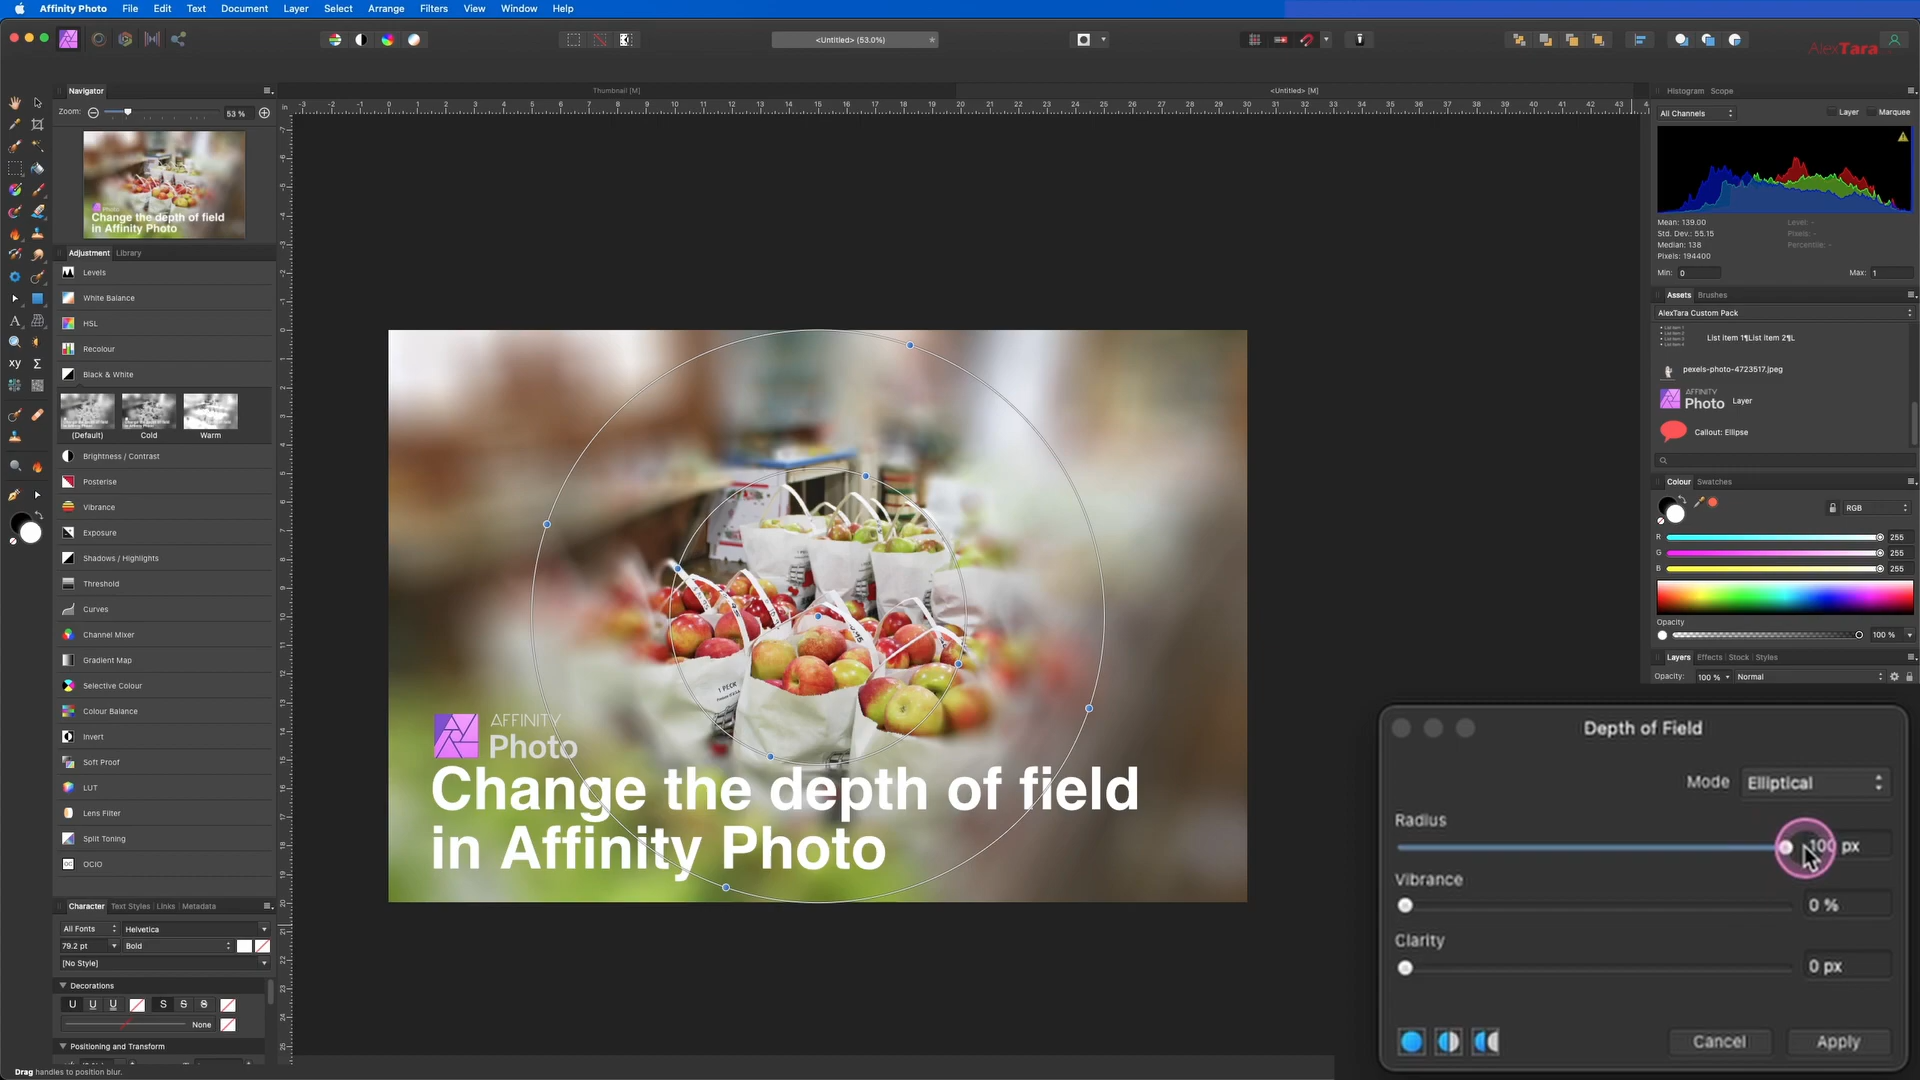 Affinity Photo File Edit Text Document Layer Select Arrange Filters View Window Help
<Untitled> (53.0%)
AlexTara
Navigator
Thumbnail [M]
<Untitled> [M]
Zoom: 53 %
Adjustment Library
Levels
White Balance
HSL
Recolour
Black & White
(Default) Cold Warm
Brightness / Contrast
Posterise
Vibrance
Exposure
Shadows / Highlights
Threshold
Curves
Channel Mixer
Gradient Map
Selective Colour
Colour Balance
Invert
Soft Proof
LUT
Lens Filter
Split Toning
OCIO
Character Text Styles Links Metadata
All Fonts Helvetica
79.2 pt Bold
[No Style]
Decorations
U U U S S S
None
Positioning and Transform
Drag handles to position blur.
1 PECK
AFFINITY
Photo
Change the depth of field
in Affinity Photo
Histogram Scope
All Channels Layer Marquee
Mean: 139.00 Level: -
Std. Dev.: 55.15 Pixels: -
Median: 138 Percentile: -
Pixels: 194400
Min: 0 Max: 1
Assets Brushes
AlexTara Custom Pack
List item 1¶List item 2¶L
pexels-photo-4723517.jpeg
AFFINITY
Photo Layer
Callout: Ellipse
Colour Swatches
RGB
R 255
G 255
B 255
Opacity
100 %
Layers Effects Stock Styles
Opacity: 100 % Normal
Depth of Field
Mode Elliptical
Radius
100 px
Vibrance
0 %
Clarity
0 px
Cancel Apply